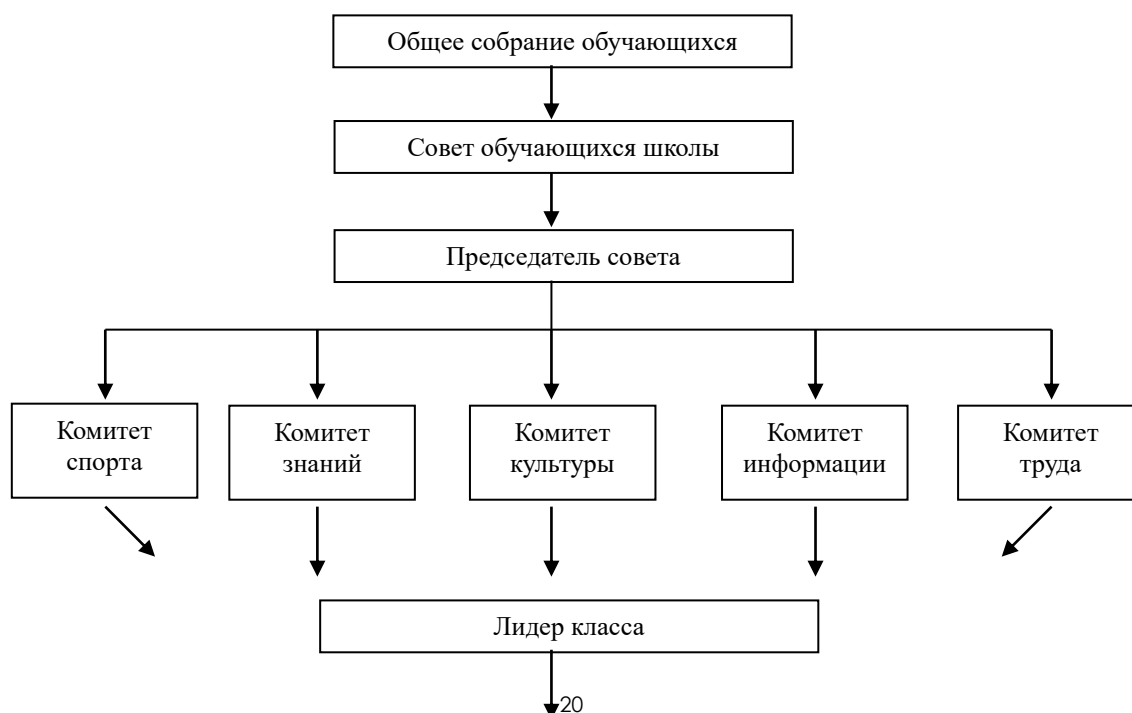 Общее собрание обучающихся
Совет обучающихся школы
Председатель совета
Комитет
спорта
Комитет
знаний
Комитет
культуры
Комитет
информации
Комитет
труда
Лидер класса
20